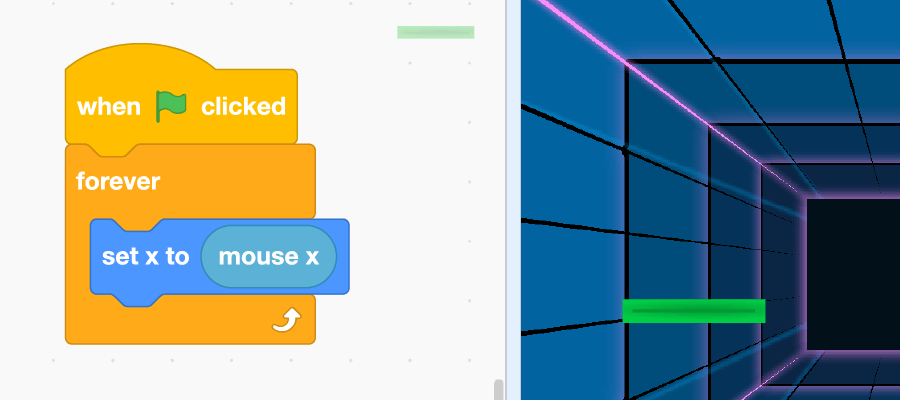 when clicked
forever
set x to mouse x